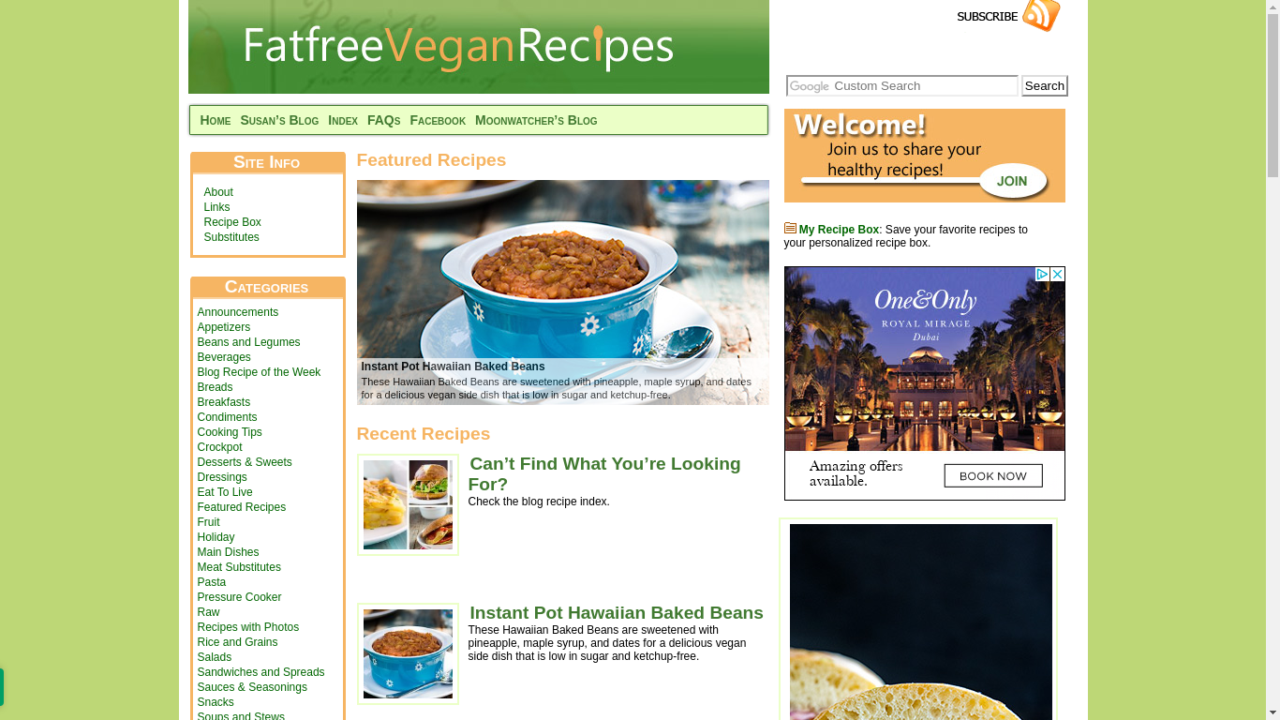 FatfreeVeganRecipes
SUBSCRIBE
Google Custom Search
Search
Home Susan's Blog Index FAQs Facebook Moonwatcher's Blog
Site Info
About
Links
Recipe Box
Substitutes
Categories
Announcements
Appetizers
Beans and Legumes
Beverages
Blog Recipe of the Week
Breads
Breakfasts
Condiments
Cooking Tips
Crockpot
Desserts & Sweets
Dressings
Eat To Live
Featured Recipes
Fruit
Holiday
Main Dishes
Meat Substitutes
Pasta
Pressure Cooker
Raw
Recipes with Photos
Rice and Grains
Salads
Sandwiches and Spreads
Sauces & Seasonings
Snacks
Soups and Stews
Featured Recipes
Instant Pot Hawaiian Baked Beans
These Hawaiian Baked Beans are sweetened with pineapple, maple syrup, and dates
for a delicious vegan side dish that is low in sugar and ketchup-free.
Recent Recipes
Can't Find What You're Looking
For?
Check the blog recipe index.
Instant Pot Hawaiian Baked Beans
These Hawaiian Baked Beans are sweetened with
pineapple, maple syrup, and dates for a delicious vegan
side dish that is low in sugar and ketchup-free.
Welcome!
Join us to share your
healthy recipes!
JOIN
My Recipe Box: Save your favorite recipes to
your personalized recipe box.
One&Only
ROYAL MIRAGE
Dubai
Amazing offers
available.
BOOK NOW